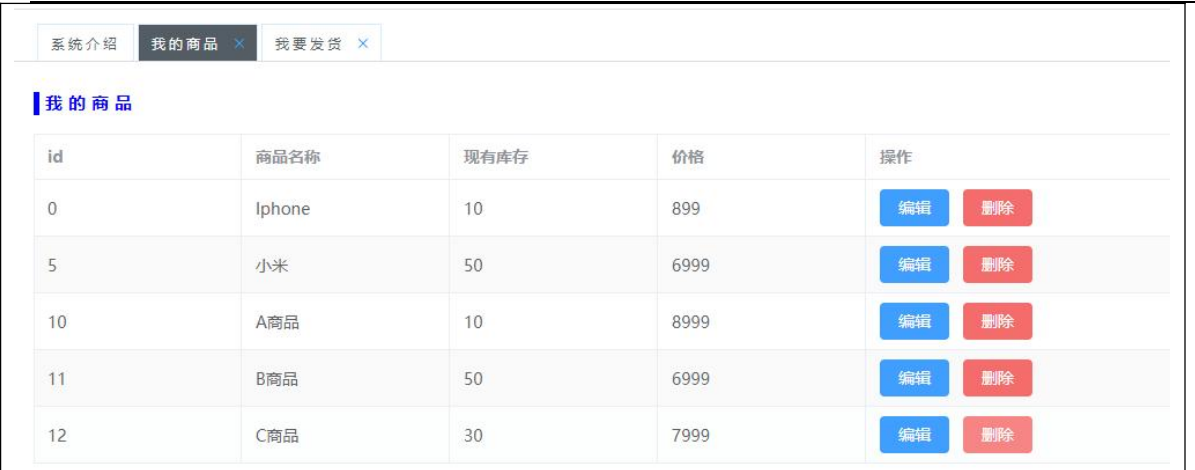 系统介绍 我的商品 × 我要发货 ×
我的商品
id 商品名称 现有库存 价格 操作
0 Iphone 10 899 编辑 删除
5 小米 50 6999 编辑 删除
10 A商品 10 8999 编辑 删除
11 B商品 50 6999 编辑 删除
12 C商品 30 7999 编辑 删除